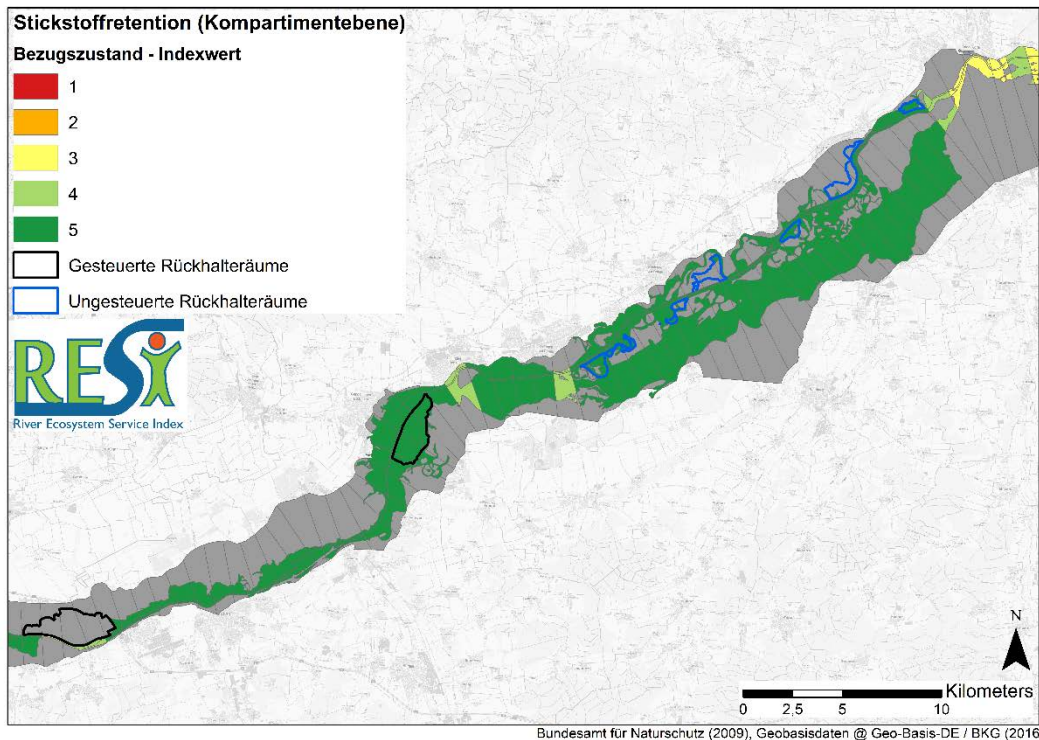 Stickstoffretention (Kompartimentebene)
Bezugszustand - Indexwert
1
2
3
4
5
Gesteuerte Rückhalteräume
Ungesteuerte Rückhalteräume
RESI
River Ecosystem Service Index
N
Kilometers
0 2,5 5 10
Bundesamt für Naturschutz (2009), Geobasisdaten @ Geo-Basis-DE / BKG (2016